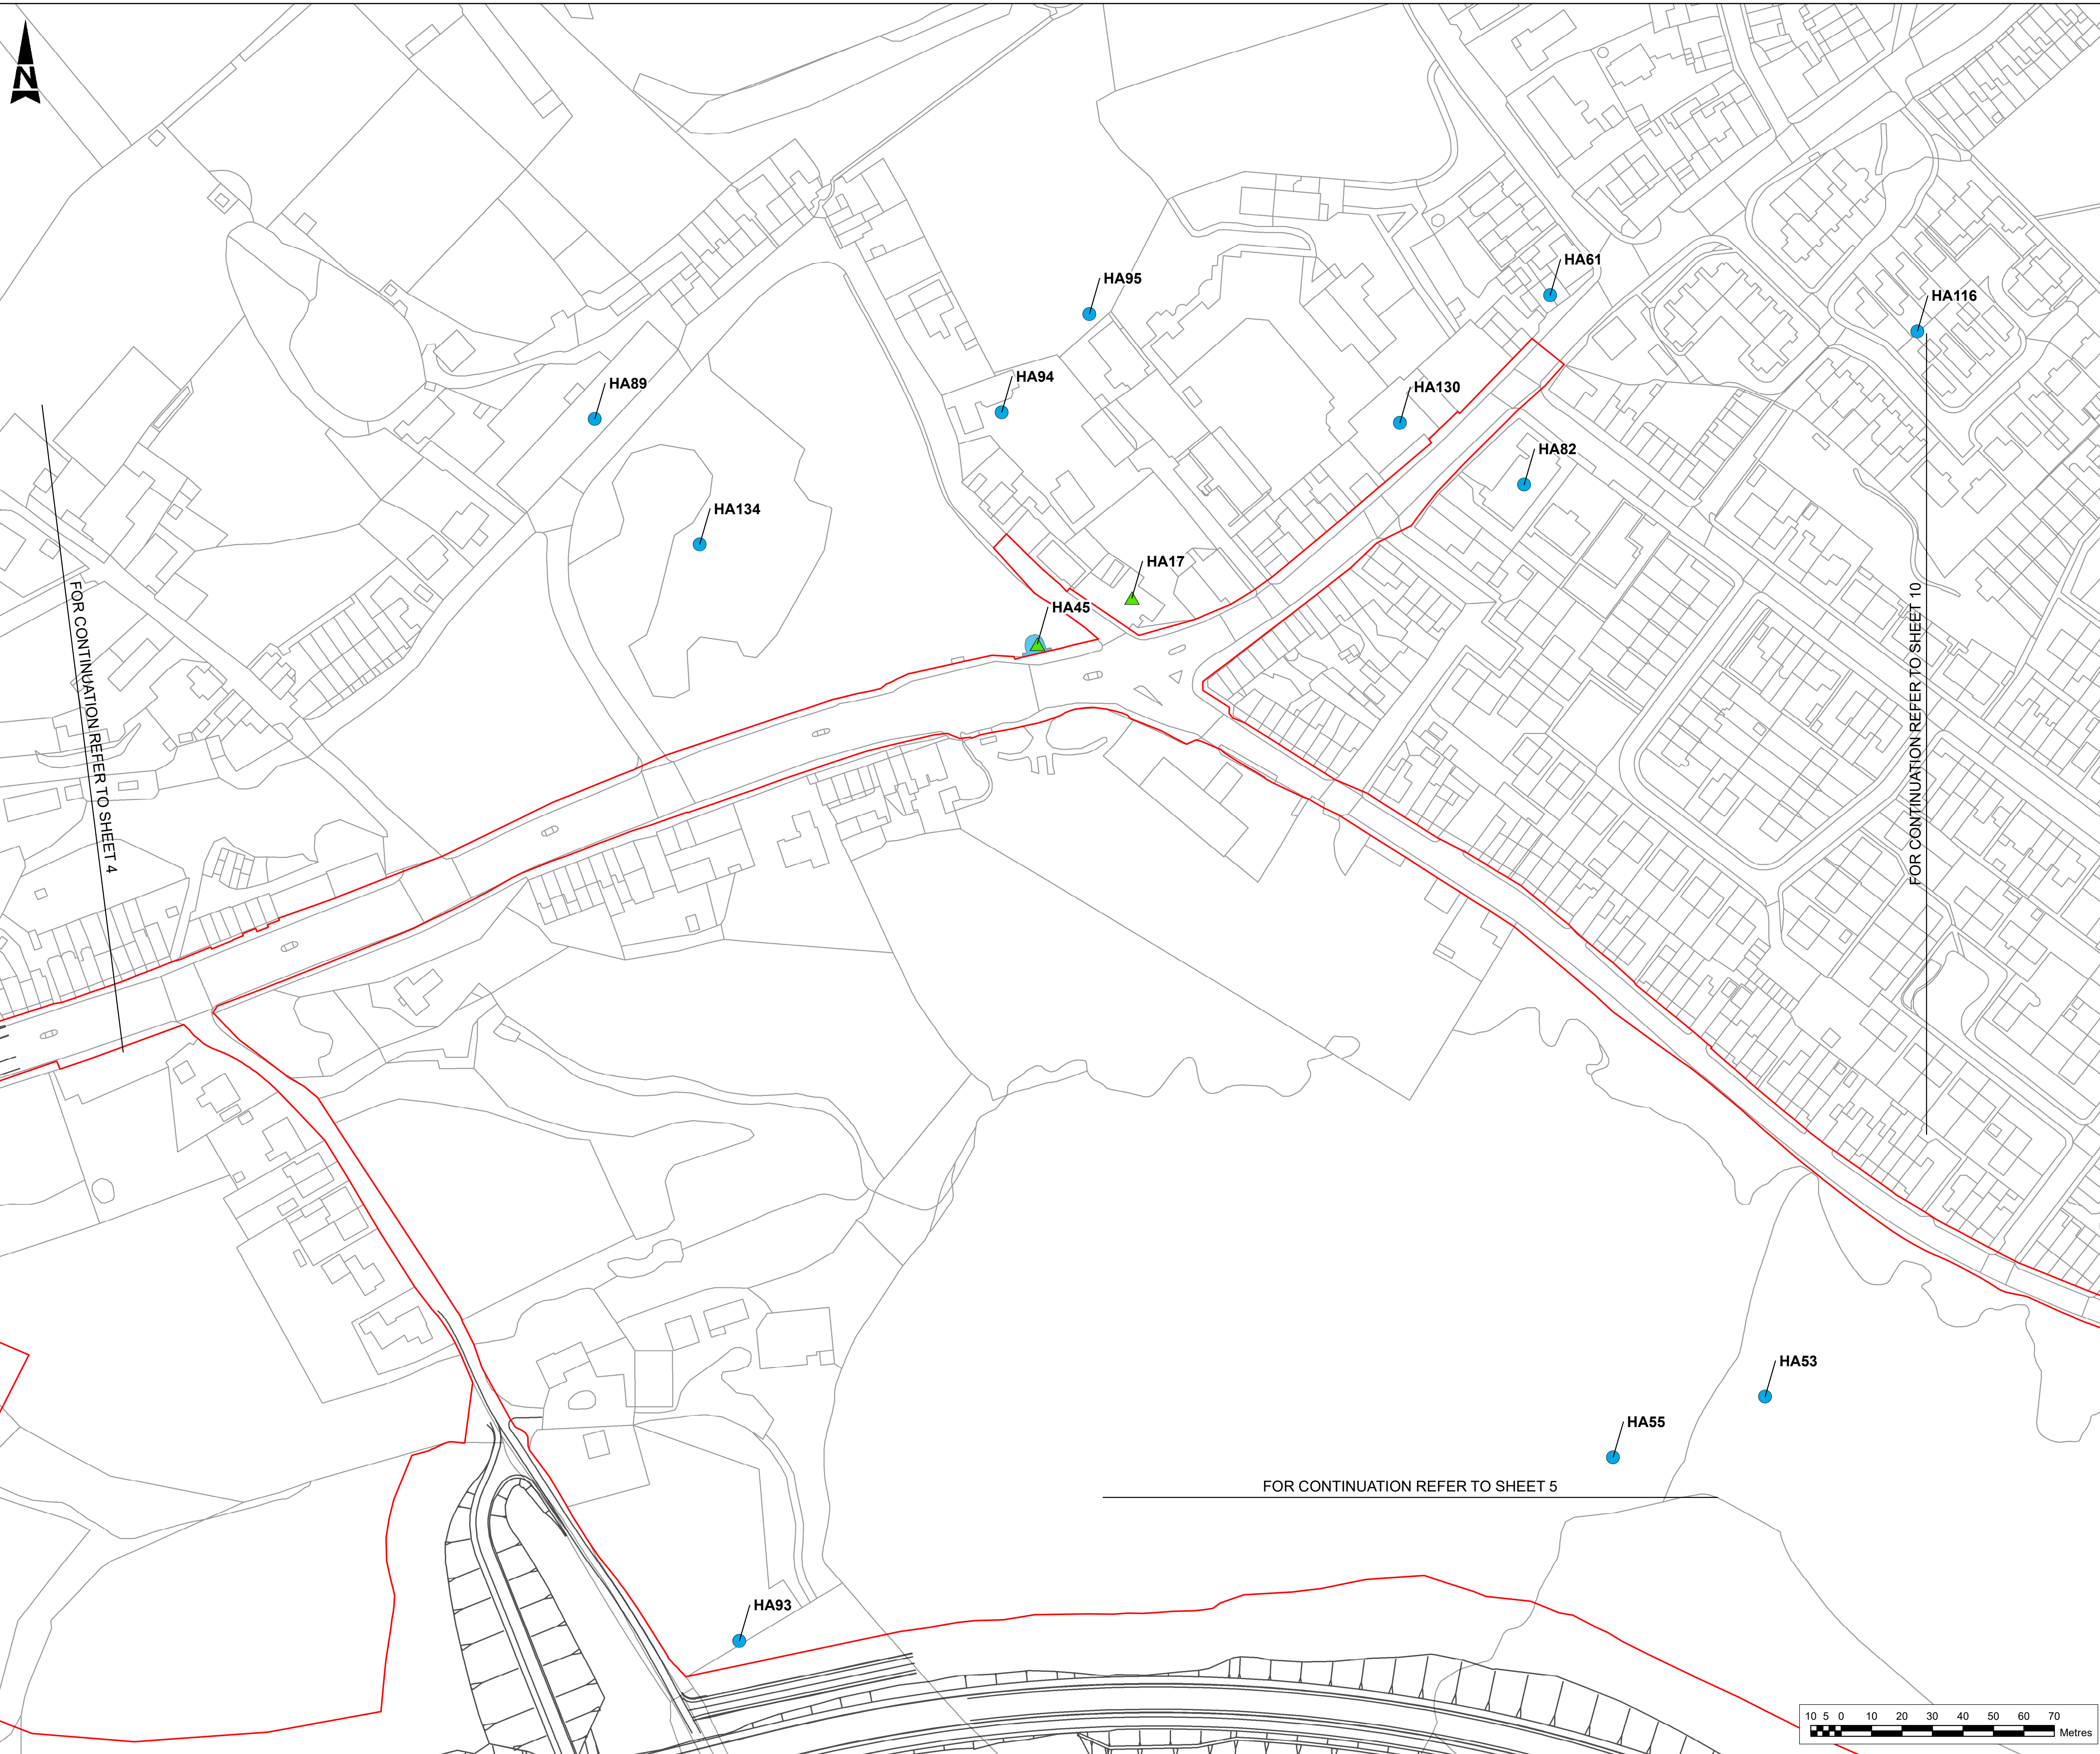 N
HA61
HA95
HA116
HA94
HA89
HA130
HA82
HA134
HA17
HA45
FOR CONTINUATION REFER TO SHEET 4
FOR CONTINUATION REFER TO SHEET 10
HA53
HA55
FOR CONTINUATION REFER TO SHEET 5
HA93
10 5 0 10 20 30 40 50 60 70
Metres